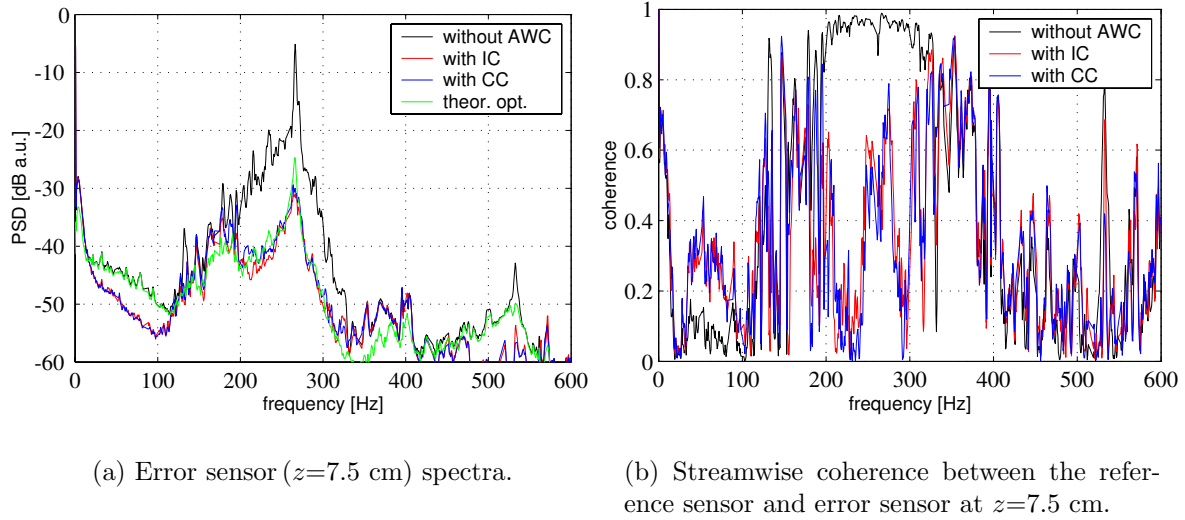 0
-10
-20
-30
-40
-50
-60
PSD [dB a.u.]
0 100 200 300 400 500 600
frequency [Hz]
without AWC
with IC
with CC
theor. opt.
(a) Error sensor (z=7.5 cm) spectra.
1
0.8
0.6
0.4
0.2
0
coherence
0 100 200 300 400 500 600
frequency [Hz]
without AWC
with IC
with CC
(b) Streamwise coherence between the refer-
ence sensor and error sensor at z=7.5 cm.